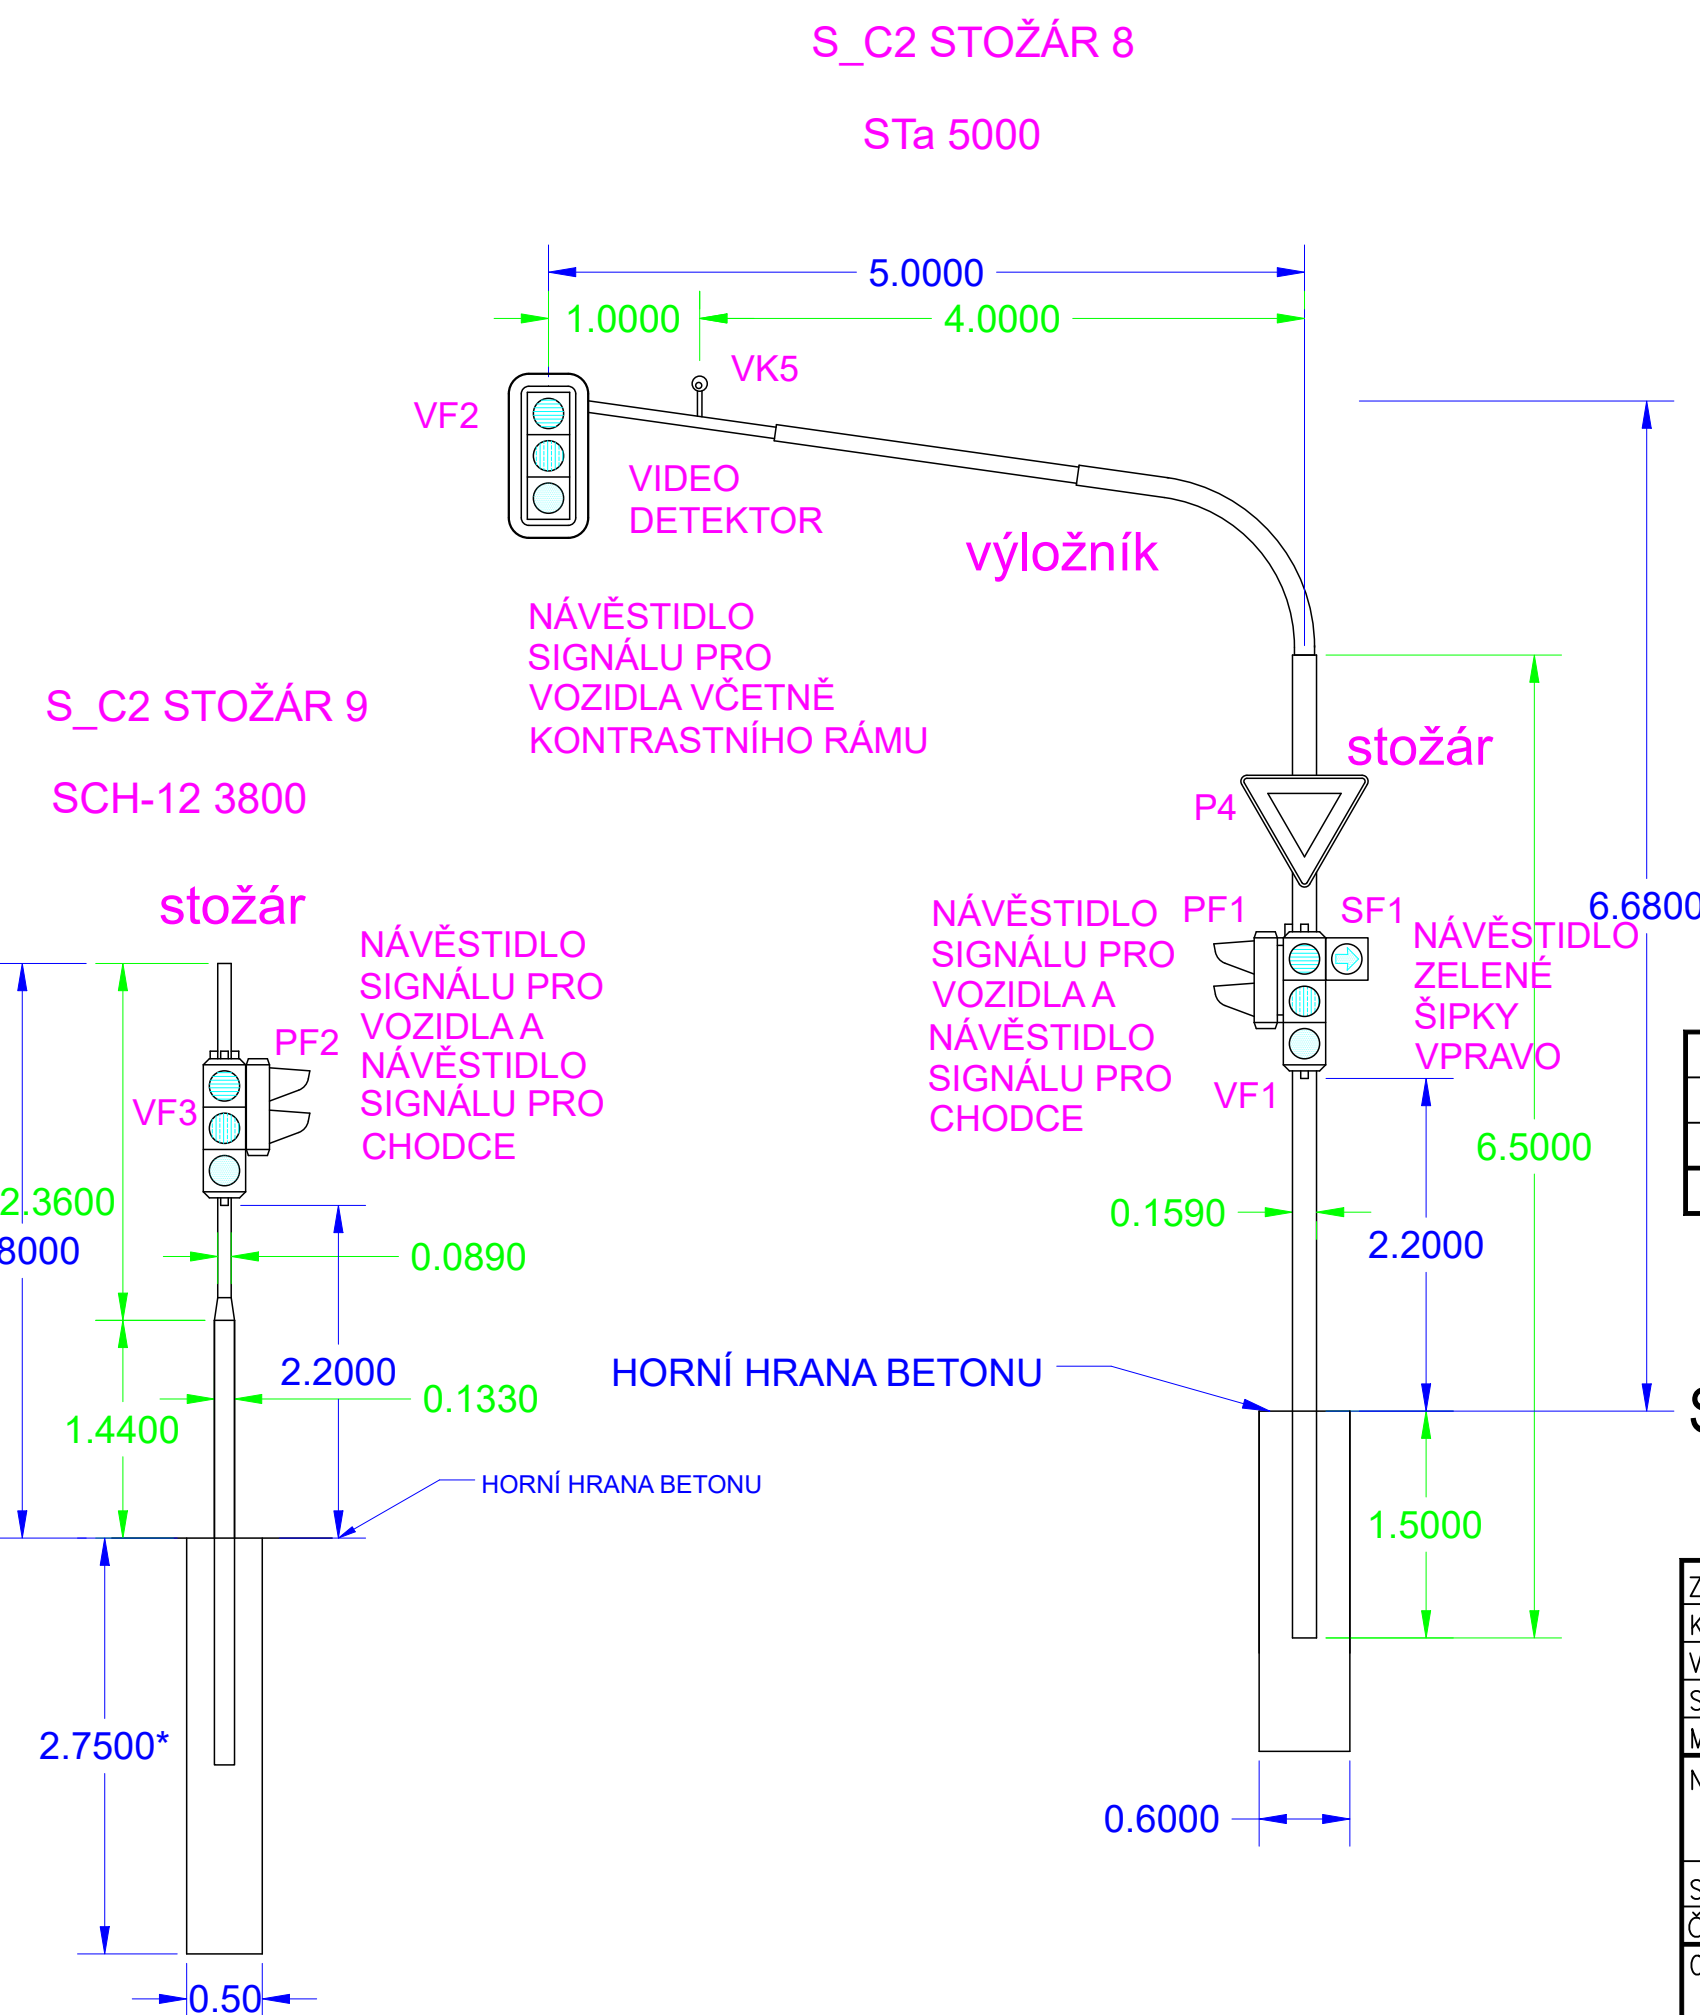 S_C2 STOŽÁR 8
STa 5000
5.0000
1.0000
4.0000
VK5
VF2
VIDEO
DETEKTOR
výložník
NÁVĚSTIDLO
SIGNÁLU PRO
VOZIDLA VČETNĚ
KONTRASTNÍHO RÁMU
stožár
P4
6.6800
PF1
SF1
NÁVĚSTIDLO
SIGNÁLU PRO
VOZIDLA A
NÁVĚSTIDLO
SIGNÁLU PRO
CHODCE
NÁVĚSTIDLO
ZELENÉ
ŠIPKY
VPRAVO
VF1
6.5000
0.1590
2.2000
HORNÍ HRANA BETONU
1.5000
0.6000
S_C2 STOŽÁR 9
SCH-12 3800
stožár
NÁVĚSTIDLO
SIGNÁLU PRO
VOZIDLA A
NÁVĚSTIDLO
SIGNÁLU PRO
CHODCE
PF2
VF3
2.3600
8000
0.0890
2.2000
0.1330
1.4400
HORNÍ HRANA BETONU
2.7500*
0.50
S
Z
K
V
S
M
N
S
Č